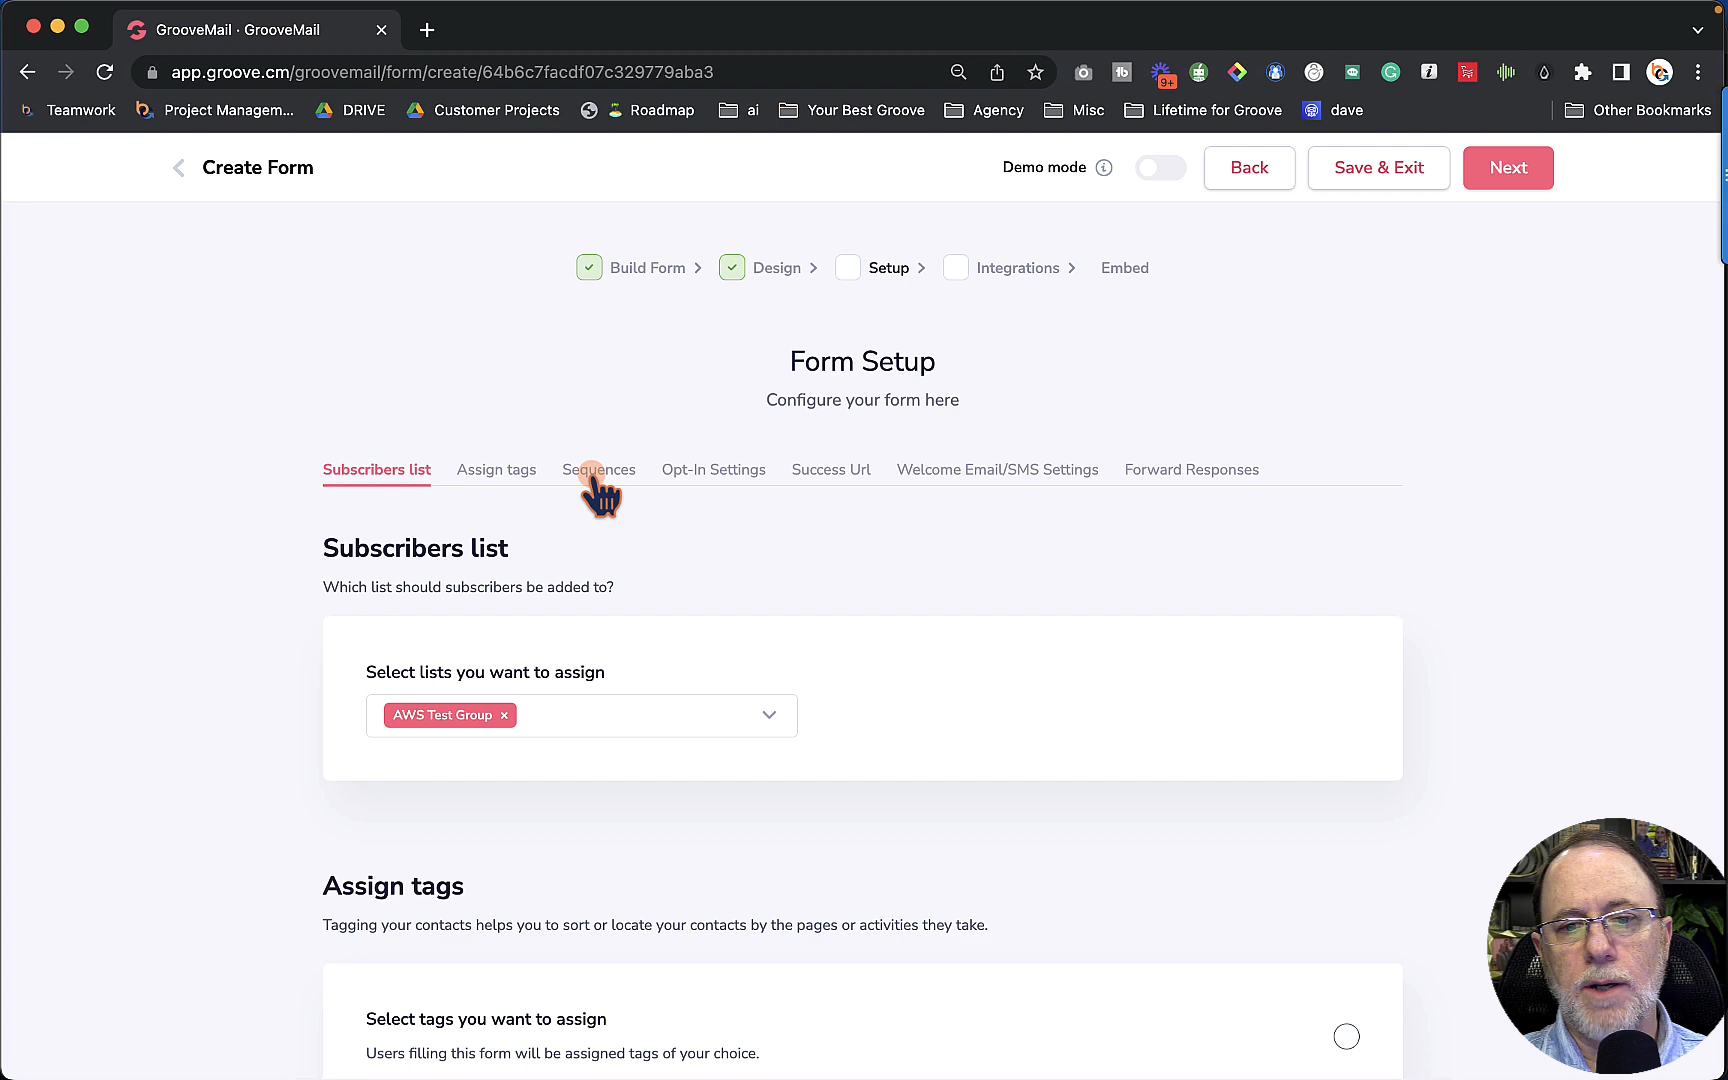 GrooveMail · GrooveMail
app.groove.cm/groovemail/form/create/64b6c7facdf07c329779aba3
9+
Teamwork
Project Managem...
DRIVE
Customer Projects
Roadmap
ai
Your Best Groove
Agency
Misc
Lifetime for Groove
dave
Other Bookmarks
Create Form
Demo mode
Back
Save & Exit
Next
Build Form
Design
Setup
Integrations
Embed
Form Setup
Configure your form here
Subscribers list
Assign tags
Sequences
Opt-In Settings
Success Url
Welcome Email/SMS Settings
Forward Responses
Subscribers list
Which list should subscribers be added to?
Select lists you want to assign
AWS Test Group ×
Assign tags
Tagging your contacts helps you to sort or locate your contacts by the pages or activities they take.
Select tags you want to assign
Users filling this form will be assigned tags of your choice.